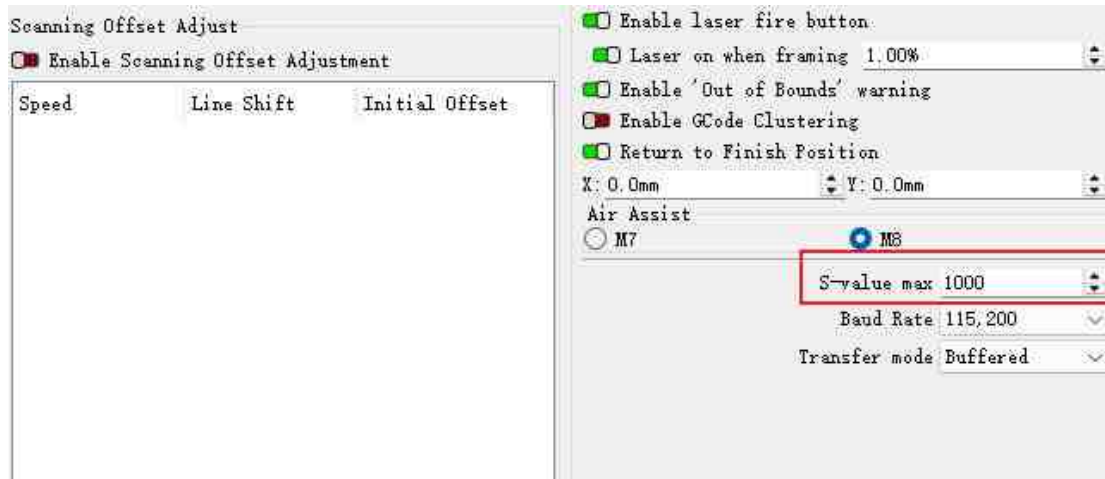 Scanning Offset Adjust
Enable Scanning Offset Adjustment
Speed Line Shift Initial Offset
Enable laser fire button
Laser on when framing 1.00%
Enable 'Out of Bounds' warning
Enable GCode Clustering
Return to Finish Position
X: 0.0mm Y: 0.0mm
Air Assist
M7 M8
S-value max 1000
Baud Rate 115,200
Transfer mode Buffered